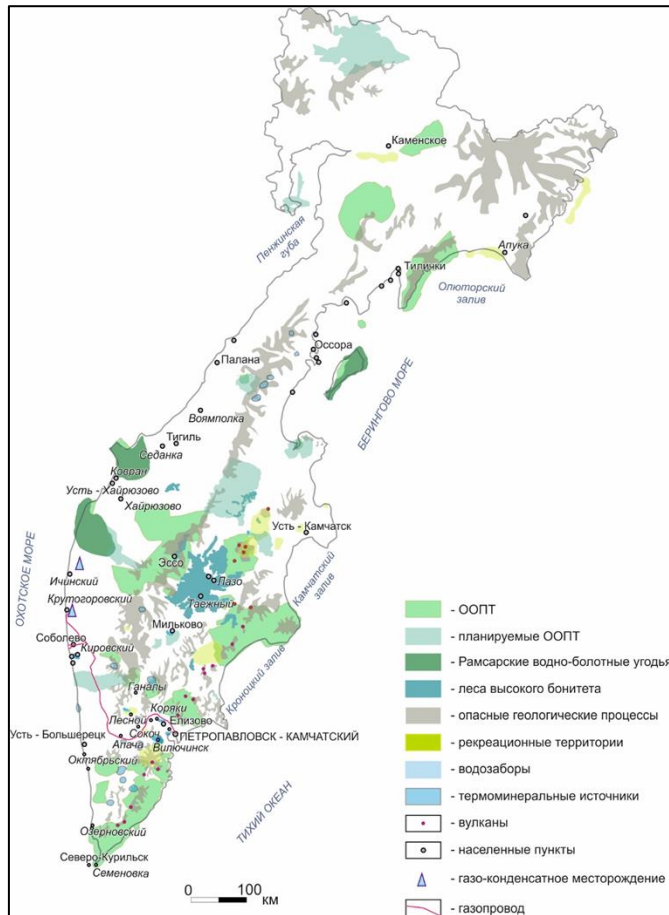 Каменское
Пенжинская
губа
Апука
Тиличики
Олюторский
залив
Оссора
Палана
БЕРИНГОВО МОРЕ
Воямполка
Тигиль
Седанка
Ковран
Усть - Хайрюзово
Хайрюзово
Усть - Камчатск
ОХОТСКОЕ МОРЕ
Эссо
Лазо
Ичинский
Таежный
Камчатский
залив
Крутогоровский
Мильково
Соболево
Кировский
Кроноцкий залив
Ганалы
Коряки
Лесной
Елизово
Усть - Большерецк
Сокоч
ПЕТРОПАВЛОВСК - КАМЧАТСКИЙ
Апача
Вилючинск
Октябрьский
ТИХИЙ ОКЕАН
Озерновский
Северо-Курильск
Семеновка
0 100
км
- ООПТ
- планируемые ООПТ
- Рамсарские водно-болотные угодья
- леса высокого бонитета
- опасные геологические процессы
- рекреационные территории
- водозаборы
- термоминеральные источники
- вулканы
- населенные пункты
- газо-конденсатное месторождение
- газопровод